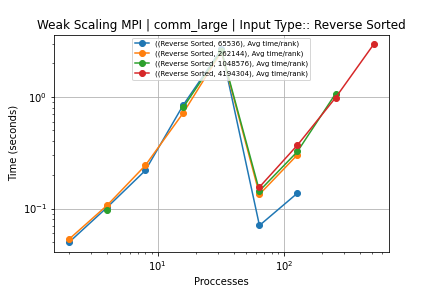 Weak Scaling MPI | comm_large | Input Type:: Reverse Sorted
((Reverse Sorted, 65536), Avg time/rank)
((Reverse Sorted, 262144), Avg time/rank)
((Reverse Sorted, 1048576), Avg time/rank)
((Reverse Sorted, 4194304), Avg time/rank)
Time (seconds)
10⁰
10⁻¹
10¹ 10²
Proccesses